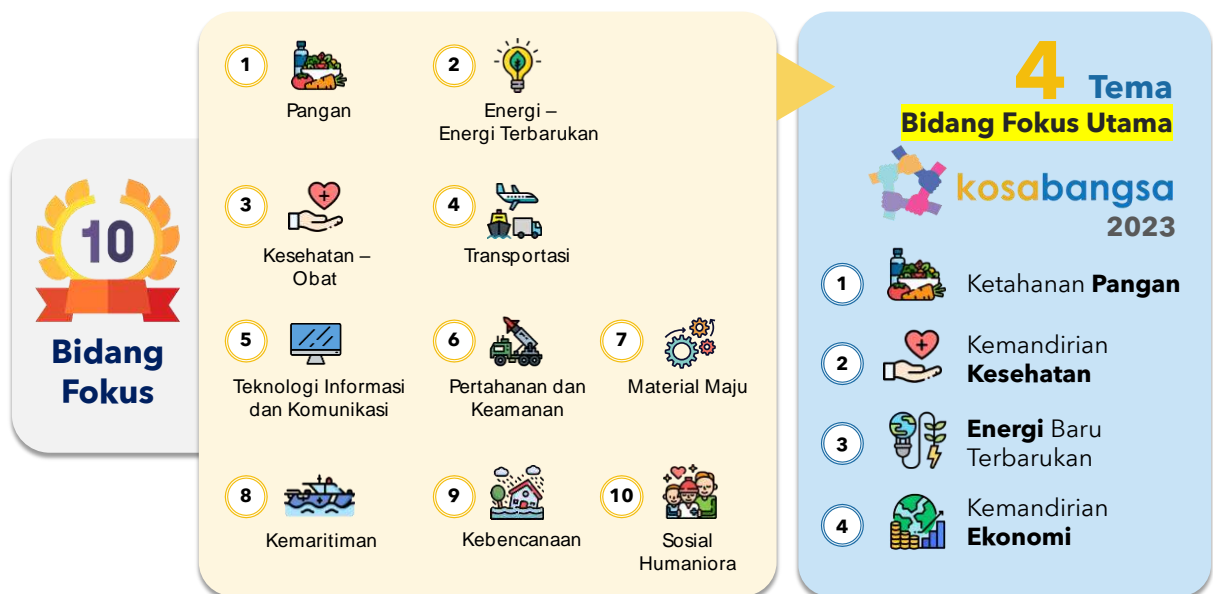 10
Bidang
Fokus
1
Pangan
2
Energi –
Energi Terbarukan
3
Kesehatan –
Obat
4
Transportasi
5
Teknologi Informasi
dan Komunikasi
6
Pertahanan dan
Keamanan
7
Material Maju
8
Kemaritiman
9
Kebencanaan
10
Sosial
Humaniora
4 Tema
Bidang Fokus Utama
kosabangsa
2023
1
Ketahanan Pangan
2
Kemandirian
Kesehatan
3
Energi Baru
Terbarukan
4
Kemandirian
Ekonomi